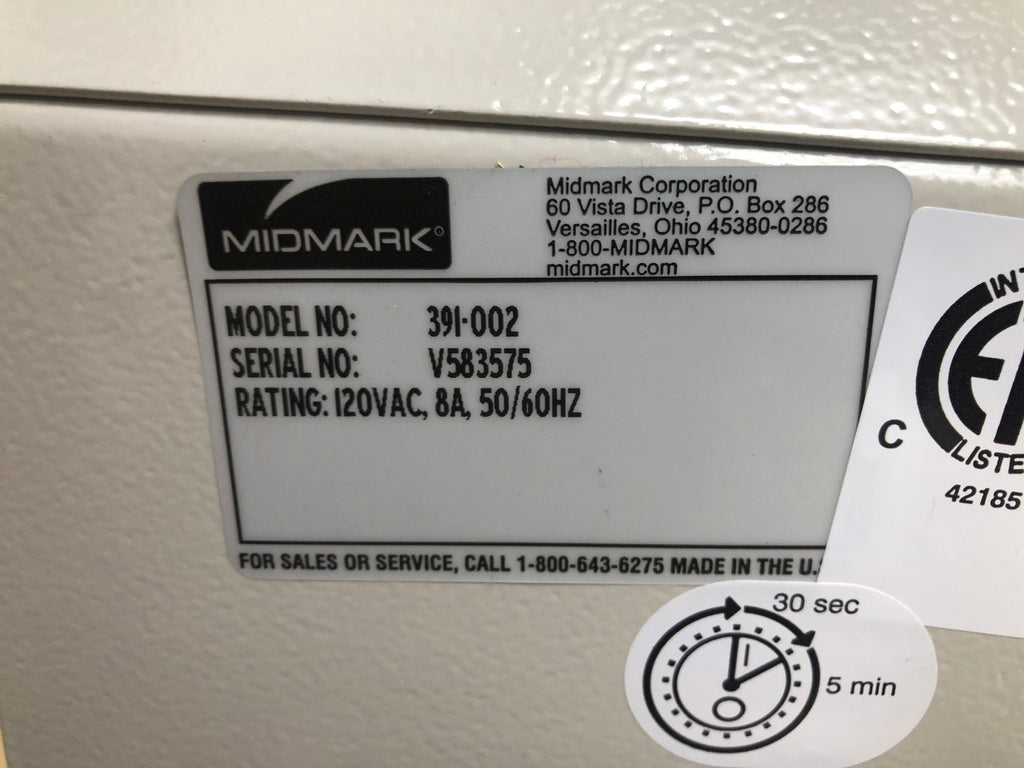 MIDMARK®
Midmark Corporation
60 Vista Drive, P.O. Box 286
Versailles, Ohio 45380-0286
1-800-MIDMARK
midmark.com
MODEL NO: 391-002
SERIAL NO: V583575
RATING: 120VAC, 8A, 50/60HZ
FOR SALES OR SERVICE, CALL 1-800-643-6275 MADE IN THE U.S
C
LISTE
42185
30 sec
5 min